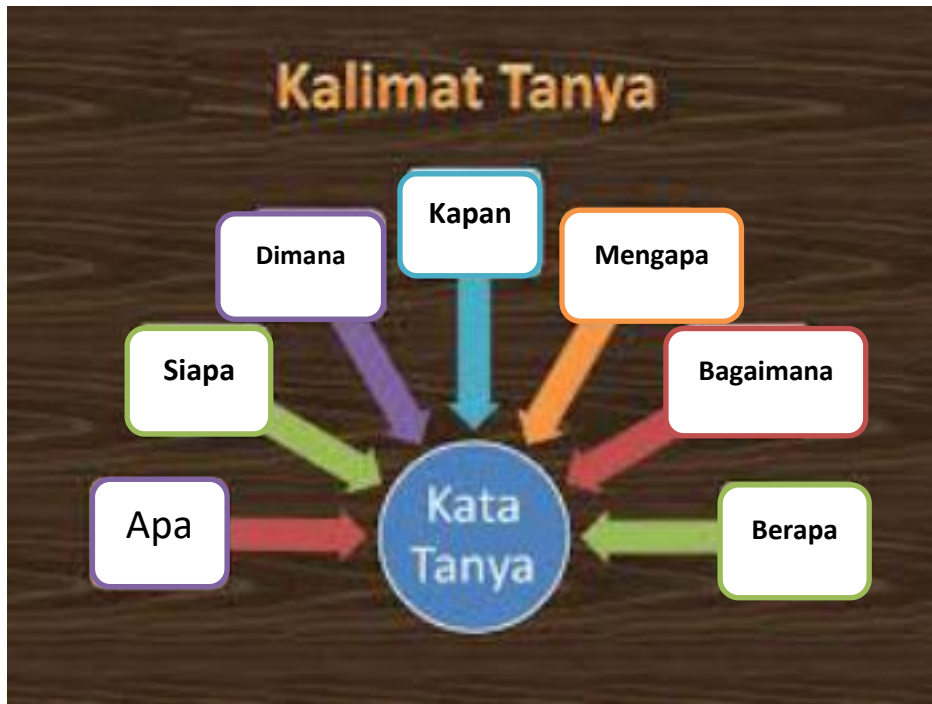 Kalimat Tanya
Kapan
Dimana
Mengapa
Siapa
Bagaimana
Apa
Kata
Tanya
Berapa